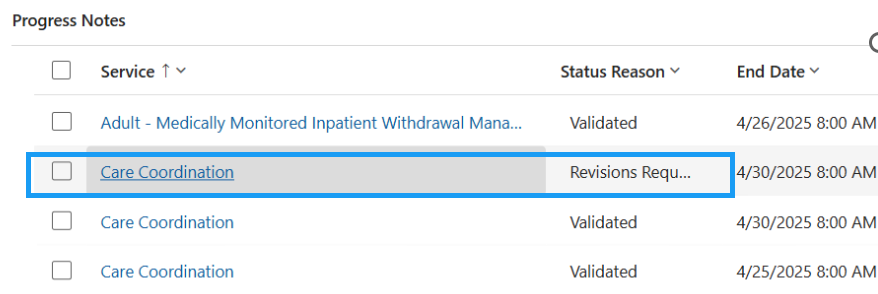 Progress Notes
Service ↑ Status Reason End Date
Adult - Medically Monitored Inpatient Withdrawal Mana... Validated 4/26/2025 8:00 AM
Care Coordination Revisions Requ... 4/30/2025 8:00 AM
Care Coordination Validated 4/30/2025 8:00 AM
Care Coordination Validated 4/25/2025 8:00 AM